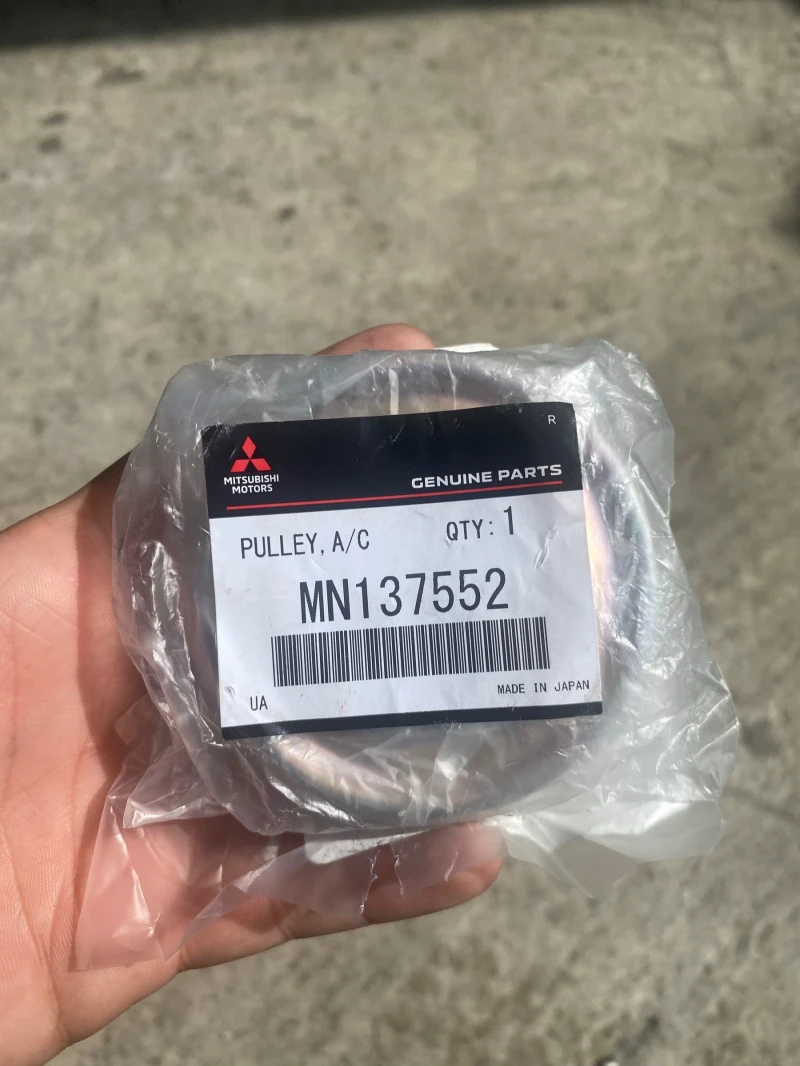 R
MITSUBISHI
MOTORS
GENUINE PARTS
PULLEY, A/C QTY: 1
MN137552
UA MADE IN JAPAN